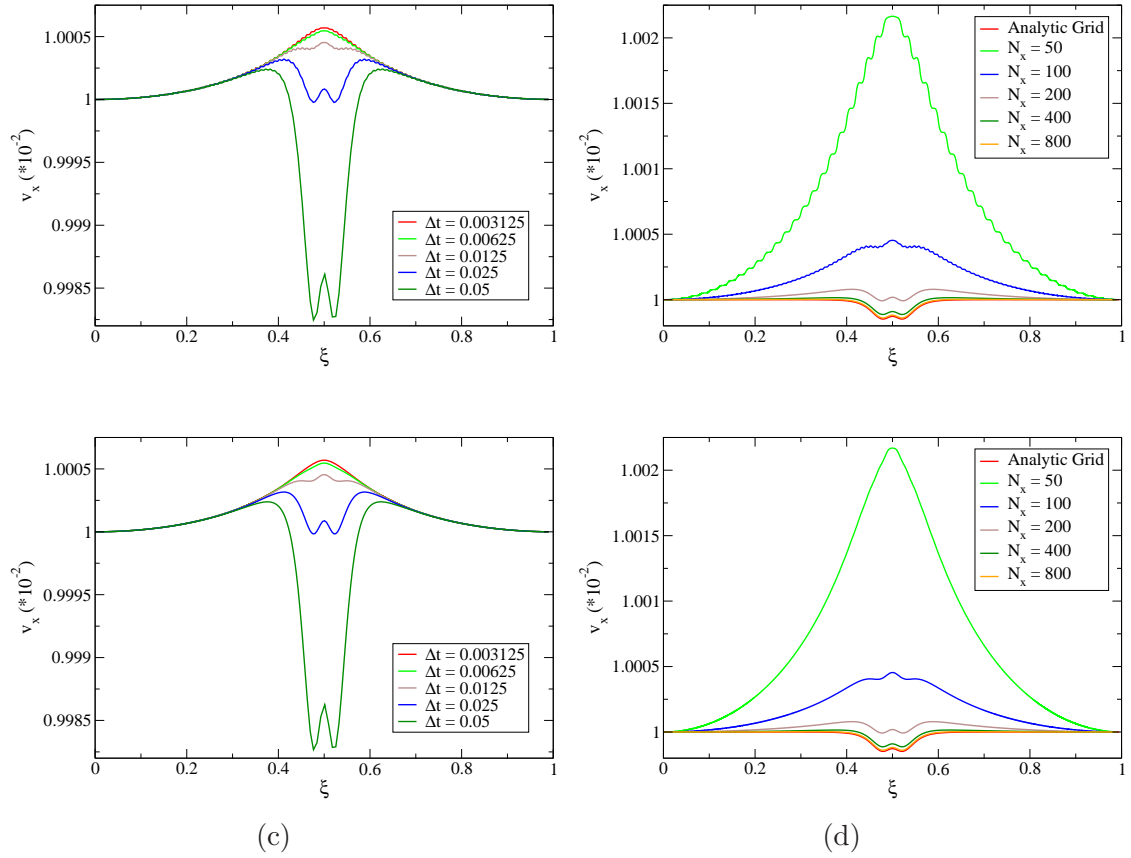 1.0005
1
0.9995
0.999
0.9985
v_x (*10^-2)
0 0.2 0.4 0.6 0.8 1
ξ
Δt = 0.003125
Δt = 0.00625
Δt = 0.0125
Δt = 0.025
Δt = 0.05
1.002
1.0015
1.001
1.0005
1
v_x (*10^-2)
0 0.2 0.4 0.6 0.8 1
ξ
Analytic Grid
N_x = 50
N_x = 100
N_x = 200
N_x = 400
N_x = 800
1.0005
1
0.9995
0.999
0.9985
v_x (*10^-2)
0 0.2 0.4 0.6 0.8 1
ξ
Δt = 0.003125
Δt = 0.00625
Δt = 0.0125
Δt = 0.025
Δt = 0.05
1.002
1.0015
1.001
1.0005
1
v_x (*10^-2)
0 0.2 0.4 0.6 0.8 1
ξ
Analytic Grid
N_x = 50
N_x = 100
N_x = 200
N_x = 400
N_x = 800
(c) (d)